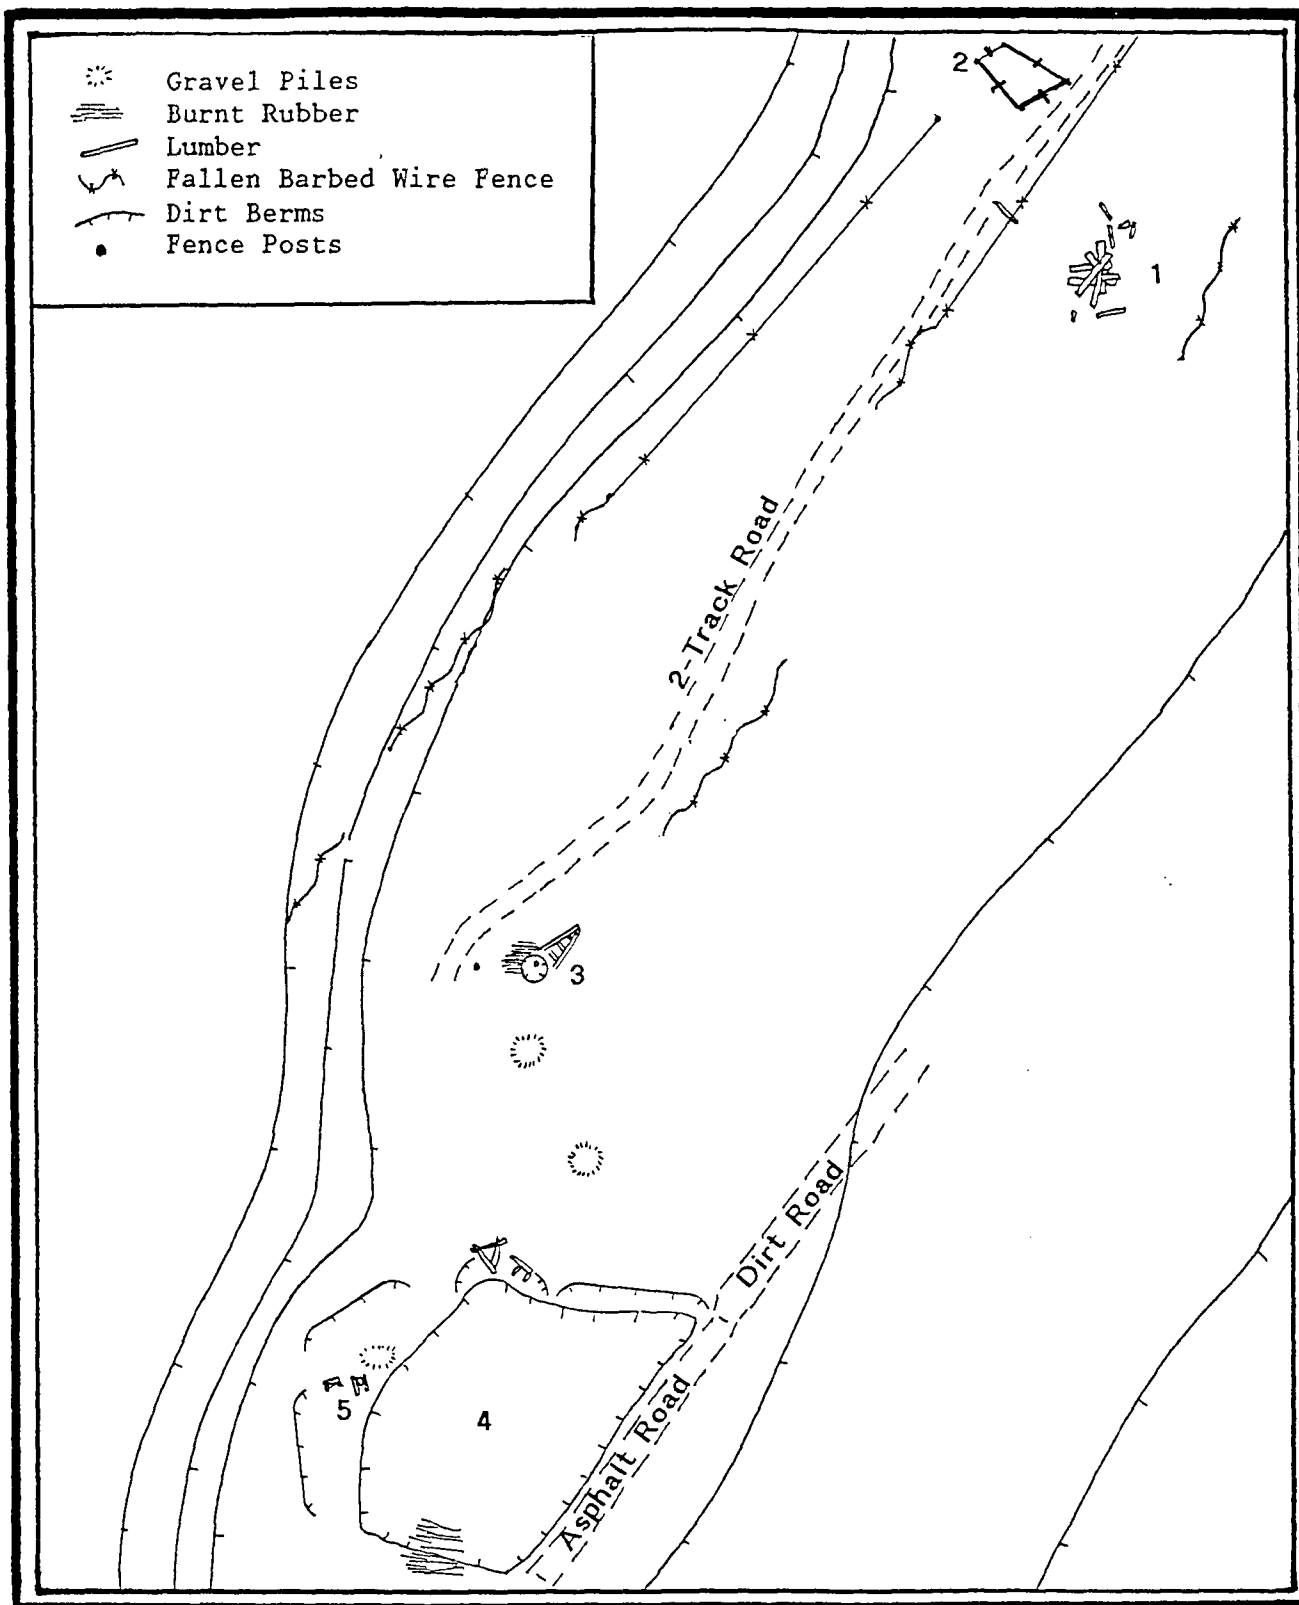 Gravel Piles
Burnt Rubber
Lumber
Fallen Barbed Wire Fence
Dirt Berms
Fence Posts
2
1
2-Track Road
3
Dirt Road
5
4
Asphalt Road